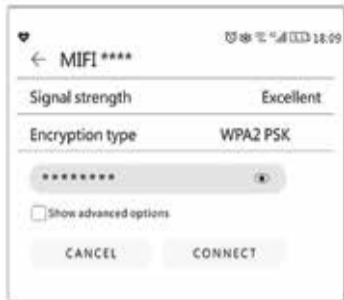 18:09
← MIFI ****
Signal strength Excellent
Encryption type WPA2 PSK
********
Show advanced options
CANCEL CONNECT